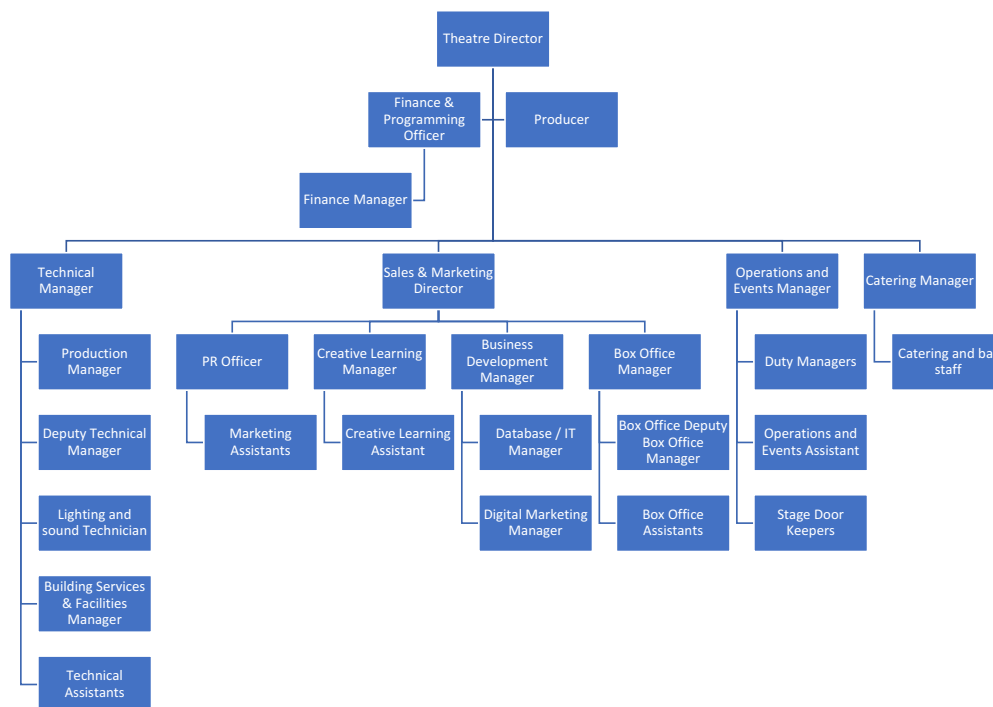 Theatre Director
Finance &
Programming
Officer
Producer
Finance Manager
Technical
Manager
Sales & Marketing
Director
Operations and
Events Manager
Catering Manager
Production
Manager
PR Officer
Creative Learning
Manager
Business
Development
Manager
Box Office
Manager
Duty Managers
Catering and ba
staff
Deputy Technical
Manager
Marketing
Assistants
Creative Learning
Assistant
Database / IT
Manager
Box Office Deputy
Box Office
Manager
Operations and
Events Assistant
Lighting and
sound Technician
Digital Marketing
Manager
Box Office
Assistants
Stage Door
Keepers
Building Services
& Facilities
Manager
Technical
Assistants